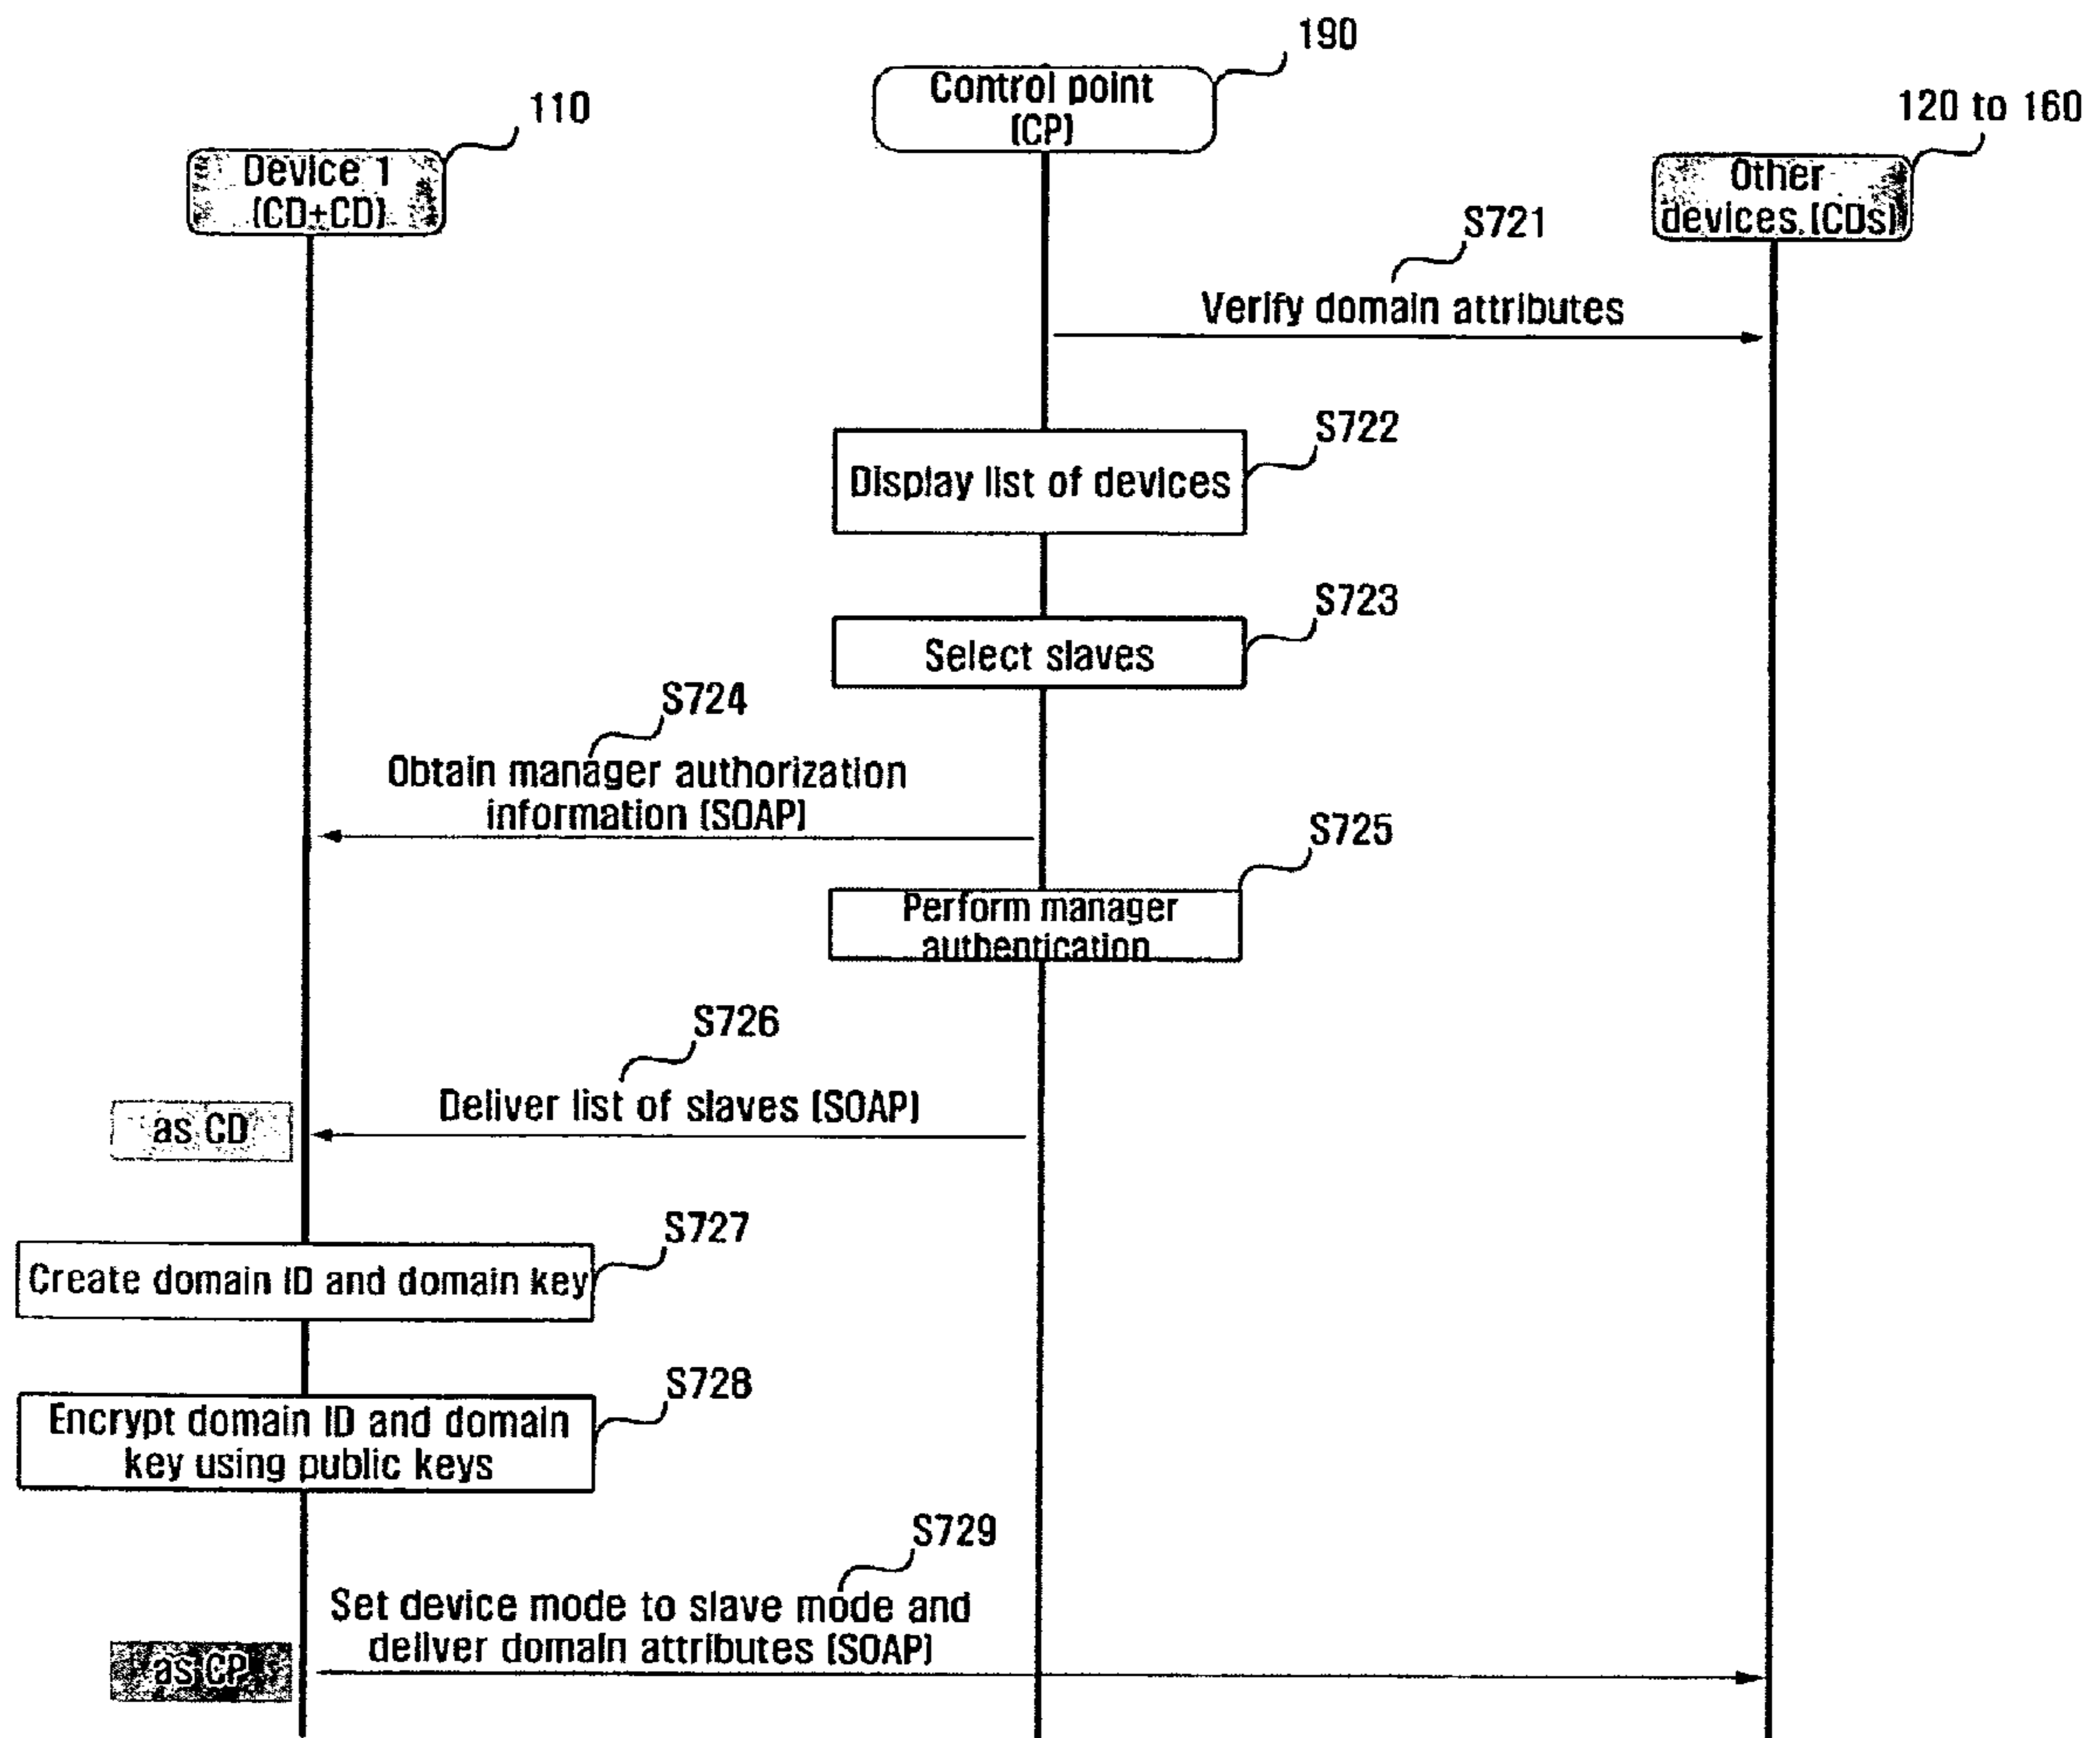 190
Control point
(CP)
110
Device 1
(CD+CD)
120 to 160
Other
devices (CDs)
S721
Verify domain attributes
S722
Display list of devices
S723
Select slaves
S724
Obtain manager authorization
information (SOAP)
S725
Perform manager
authentication
S726
Deliver list of slaves (SOAP)
as CD
S727
Create domain ID and domain key
S728
Encrypt domain ID and domain
key using public keys
S729
Set device mode to slave mode and
deliver domain attributes (SOAP)
as CP